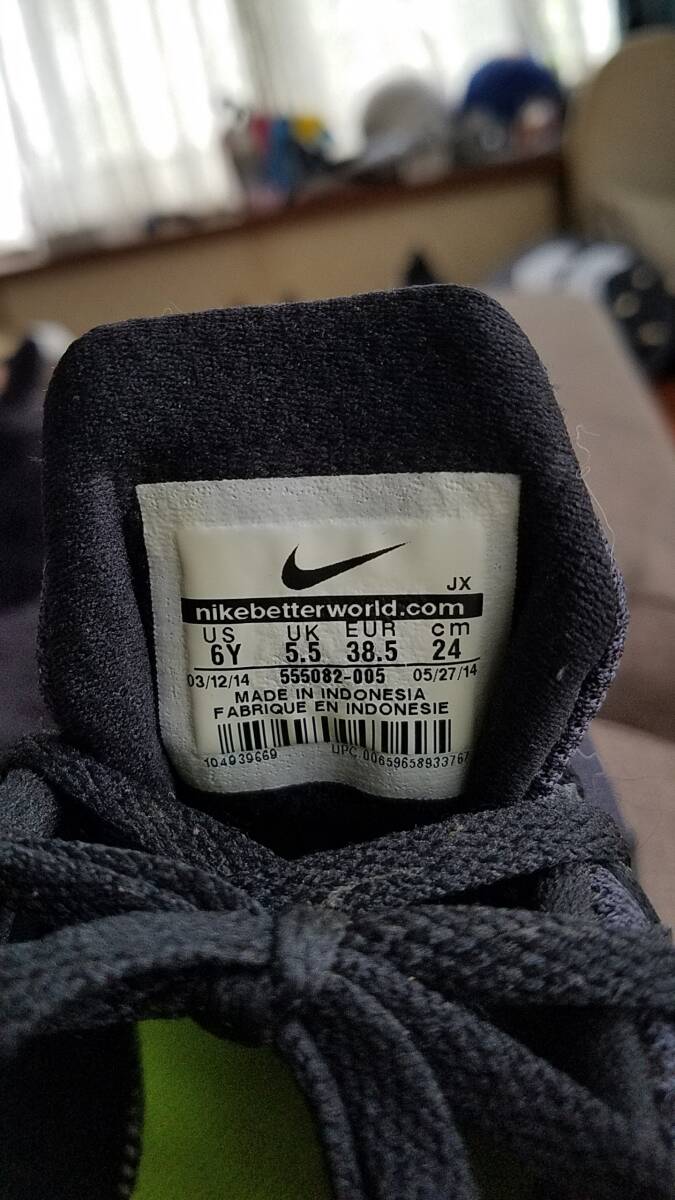 JX
nikebetterworld.com
US UK EUR cm
6Y 5.5 38.5 24
03/12/14 555082-005 05/27/14
MADE IN INDONESIA
FABRIQUE EN INDONESIE
104939669 UPC 00659658933767